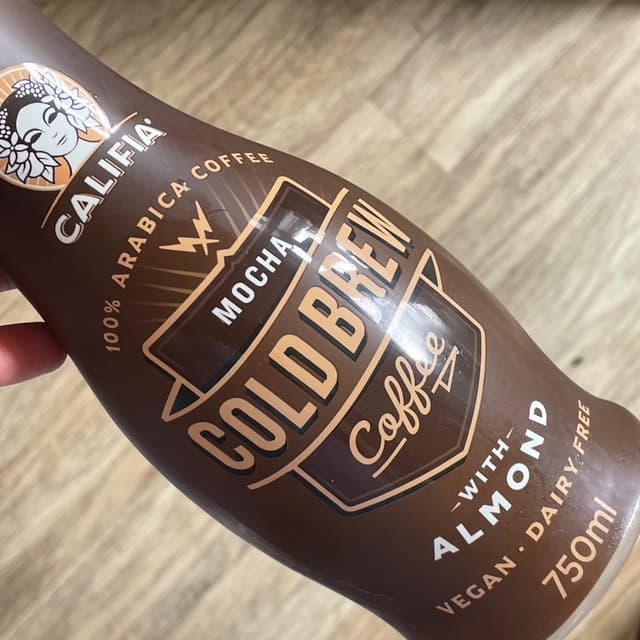 CALIFIA
100% ARABICA COFFEE
MOCHA
COLD BREW
Coffee
WITH
ALMOND
VEGAN · DAIRY FREE
750ml